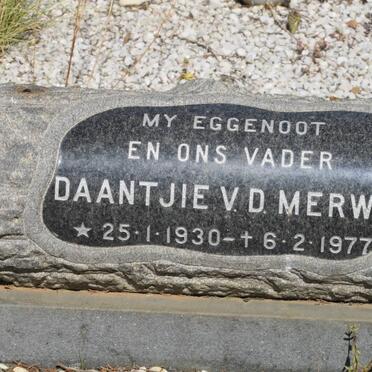 MY EGGENOOT
EN ONS VADER
DAANTJIE V.D. MERW
★ 25·1·1930-✝6·2·1977